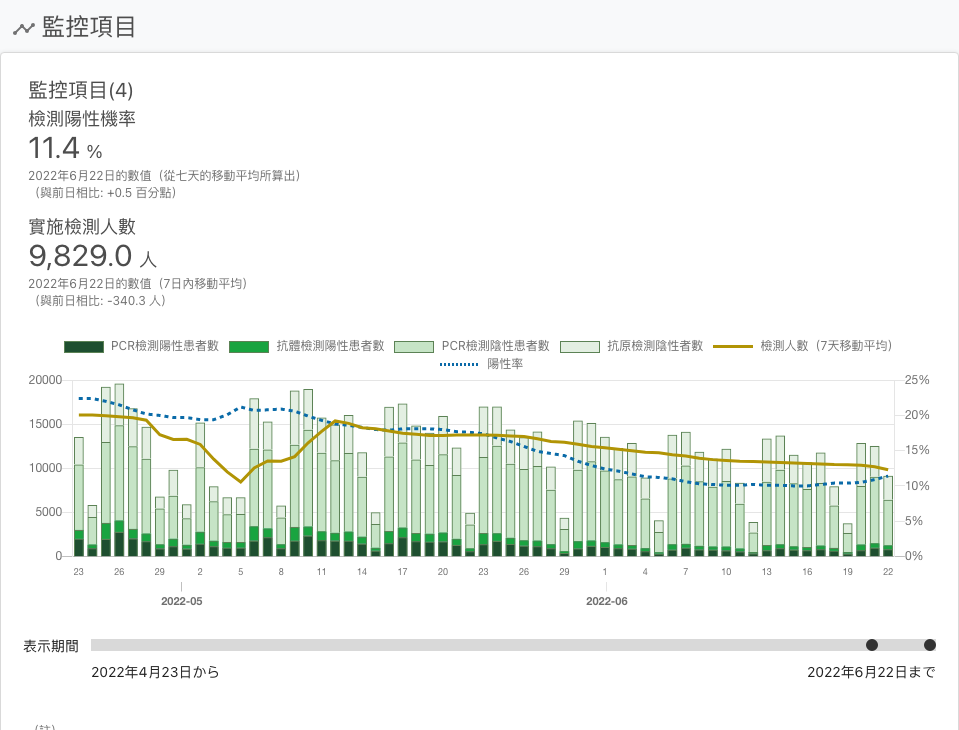 監控項目
監控項目(4)
檢測陽性機率
11.4 %
2022年6月22日的數值（從七天的移動平均所算出）
（與前日相比: +0.5 百分點）
實施檢測人數
9,829.0 人
2022年6月22日的數值（7日內移動平均）
（與前日相比: -340.3 人）
PCR檢測陽性患者數 抗體檢測陽性患者數 PCR檢測陰性患者數 抗原檢測陰性者數 檢測人數（7天移動平均）
陽性率
20000 25%
20%
15000
15%
10000
10%
5000
5%
0 0%
23 26 29 2 5 8 11 14 17 20 23 26 29 1 4 7 10 13 16 19 22
2022-05 2022-06
表示期間
2022年4月23日から 2022年6月22日まで
（註）